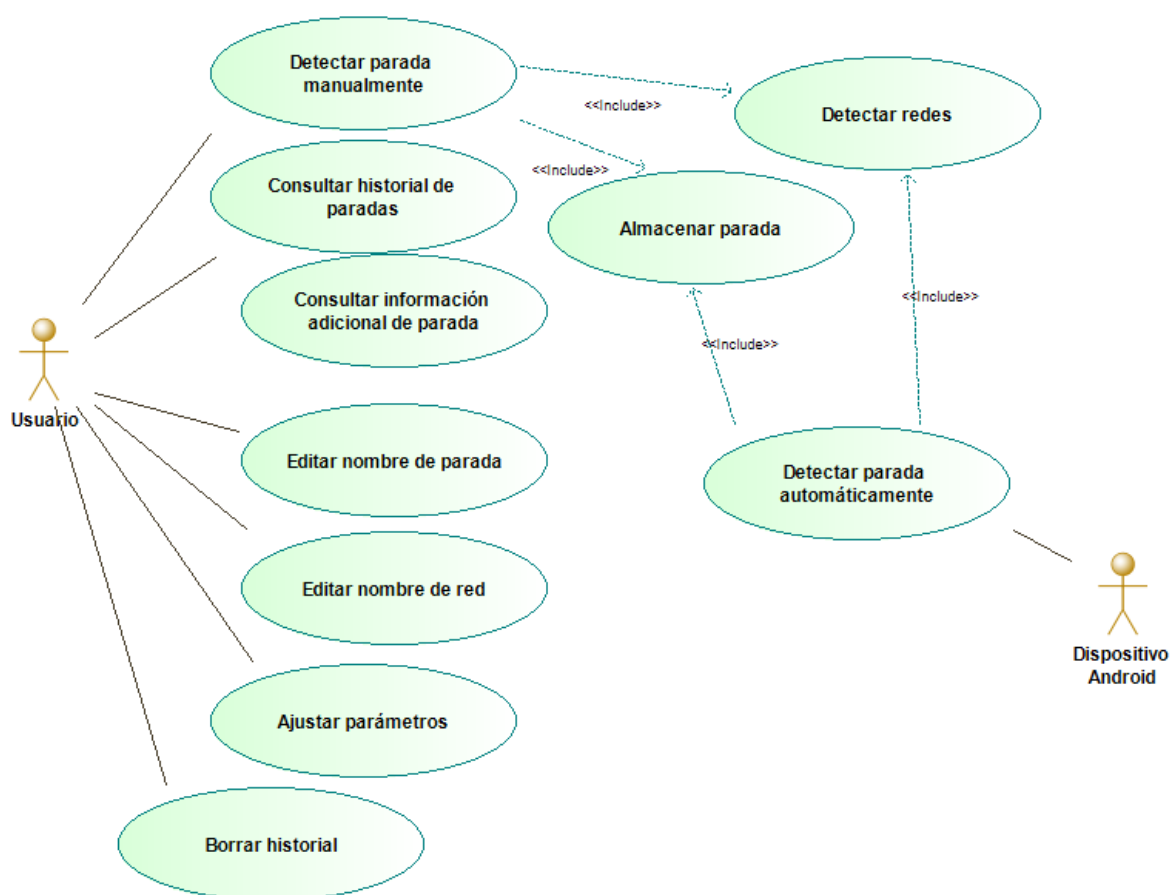 Detectar parada
manualmente
<<Include>>
Detectar redes
<<Include>>
Consultar historial de
paradas
Almacenar parada
Consultar información
adicional de parada
<<Include>>
<<Include>>
Usuario
Editar nombre de parada
Detectar parada
automáticamente
Editar nombre de red
Dispositivo
Android
Ajustar parámetros
Borrar historial